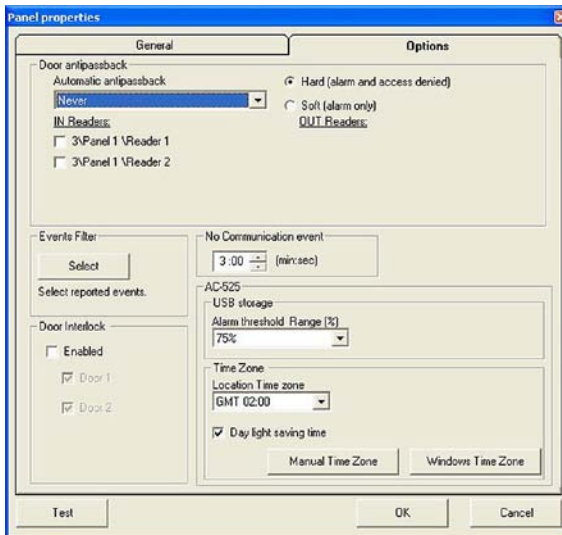 Panel properties
General
Options
Door antipassback
Automatic antipassback
Never
Hard (alarm and access denied)
Soft (alarm only)
IN Readers:
OUT Readers:
3\Panel 1 \Reader 1
3\Panel 1 \Reader 2
Events Filter
Select
Select reported events.
No Communication event
3:00 (min:sec)
Door Interlock
Enabled
Door 1
Door 2
AC-525
USB storage
Alarm threshold Range (%)
75%
Time Zone
Location Time zone
GMT 02:00
Day light saving time
Manual Time Zone
Windows Time Zone
Test
OK
Cancel